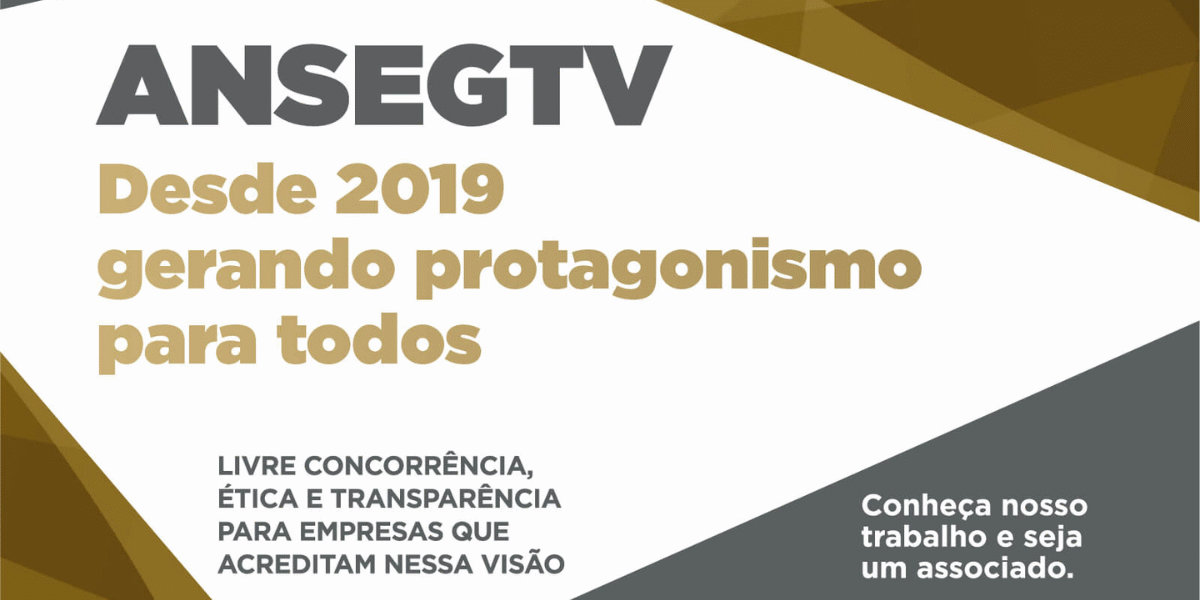 ANSEGTV
Desde 2019
gerando protagonismo
para todos
LIVRE CONCORRÊNCIA,
ÉTICA E TRANSPARÊNCIA
PARA EMPRESAS QUE
ACREDITAM NESSA VISÃO
Conheça nosso
trabalho e seja
um associado.